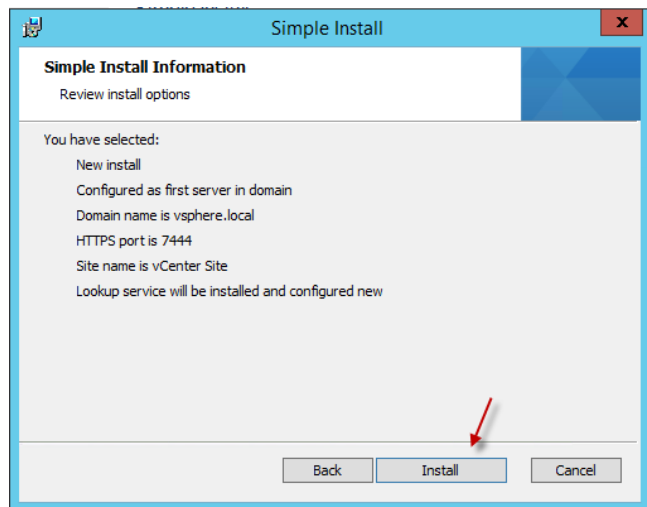 Simple Install
x
Simple Install Information
Review install options
You have selected:
New install
Configured as first server in domain
Domain name is vsphere.local
HTTPS port is 7444
Site name is vCenter Site
Lookup service will be installed and configured new
Back
Install
Cancel